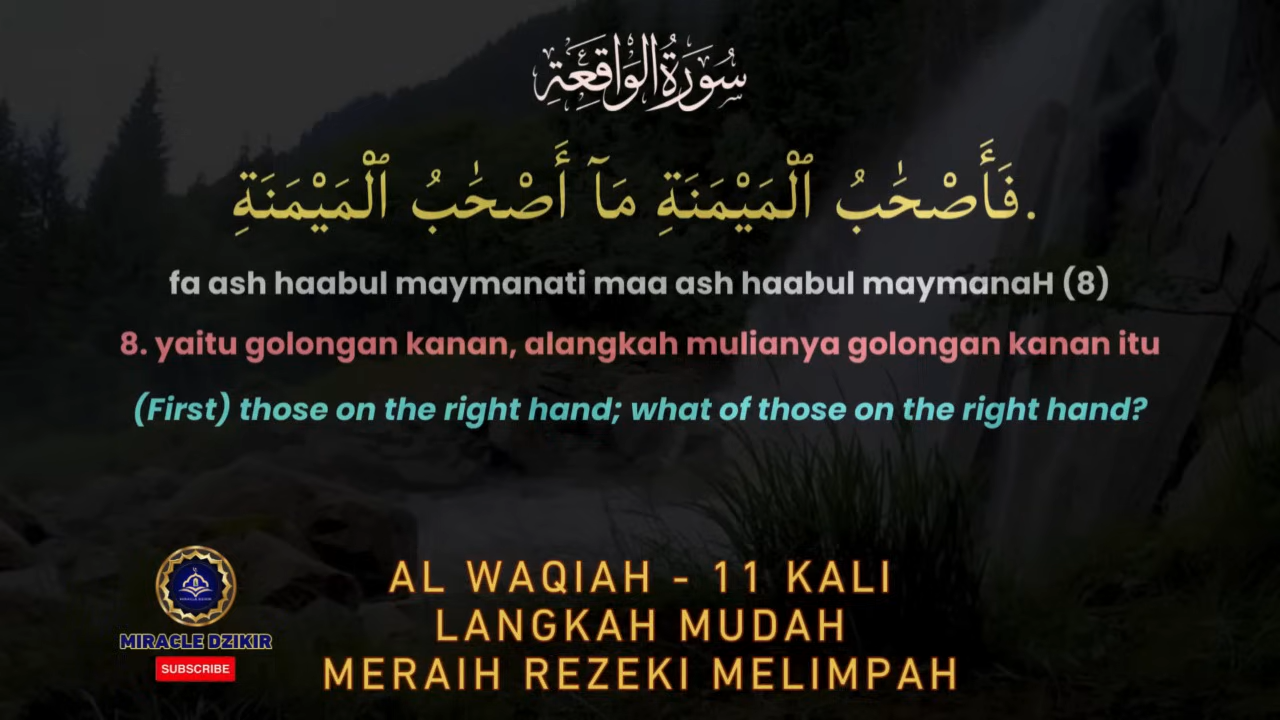 سُورَةُ الوَاقِعَةِ
فَأَصْحَٰبُ ٱلْمَيْمَنَةِ مَآ أَصْحَٰبُ ٱلْمَيْمَنَةِ.
fa ash haabul maymanati maa ash haabul maymanaH (8)
8. yaitu golongan kanan, alangkah mulianya golongan kanan itu
(First) those on the right hand; what of those on the right hand?
AL WAQIAH - 11 KALI
LANGKAH MUDAH
MERAIH REZEKI MELIMPAH
MIRACLE DZIKIR
MIRACLE DZIKIR
SUBSCRIBE